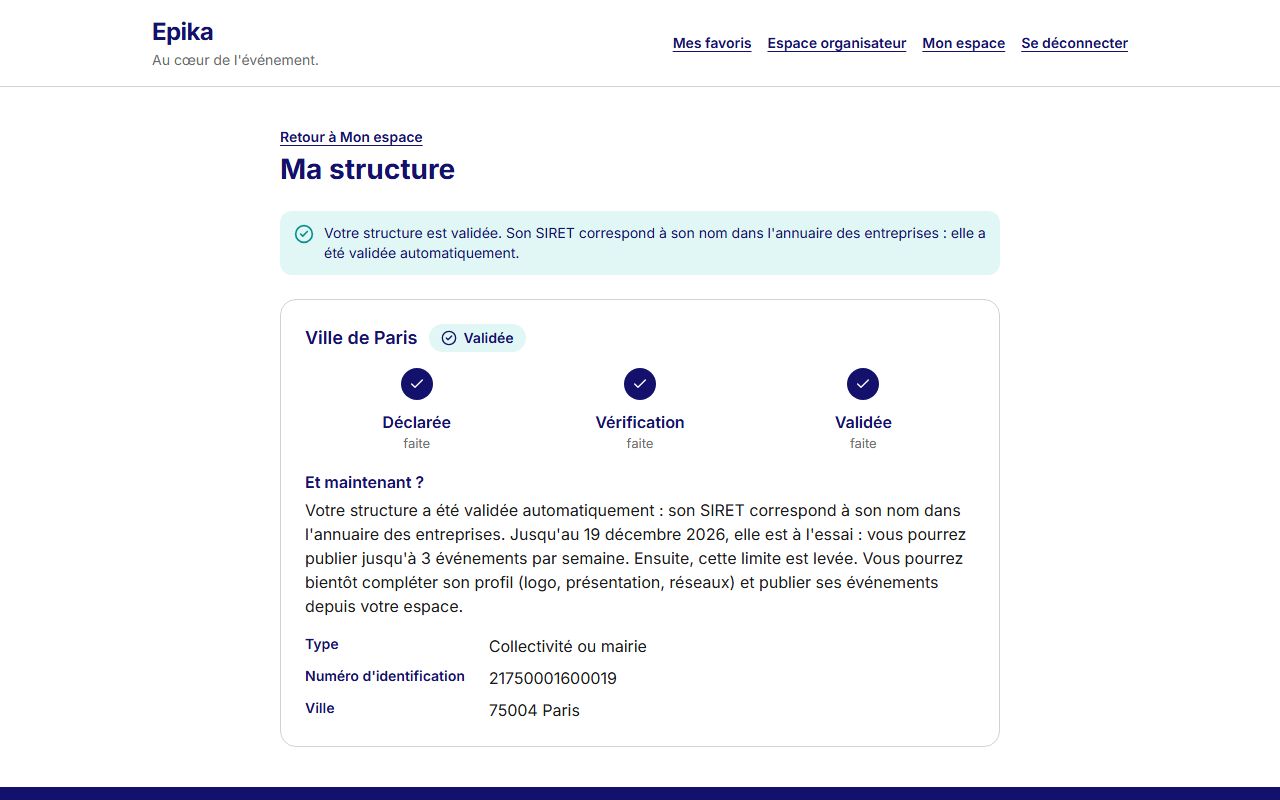 Epika
Au cœur de l'événement.
Mes favoris Espace organisateur Mon espace Se déconnecter
Retour à Mon espace
Ma structure
Votre structure est validée. Son SIRET correspond à son nom dans l'annuaire des entreprises : elle a
été validée automatiquement.
Ville de Paris Validée
Déclarée Vérification Validée
faite faite faite
Et maintenant ?
Votre structure a été validée automatiquement : son SIRET correspond à son nom dans
l'annuaire des entreprises. Jusqu'au 19 décembre 2026, elle est à l'essai : vous pourrez
publier jusqu'à 3 événements par semaine. Ensuite, cette limite est levée. Vous pourrez
bientôt compléter son profil (logo, présentation, réseaux) et publier ses événements
depuis votre espace.
Type Collectivité ou mairie
Numéro d'identification 21750001600019
Ville 75004 Paris